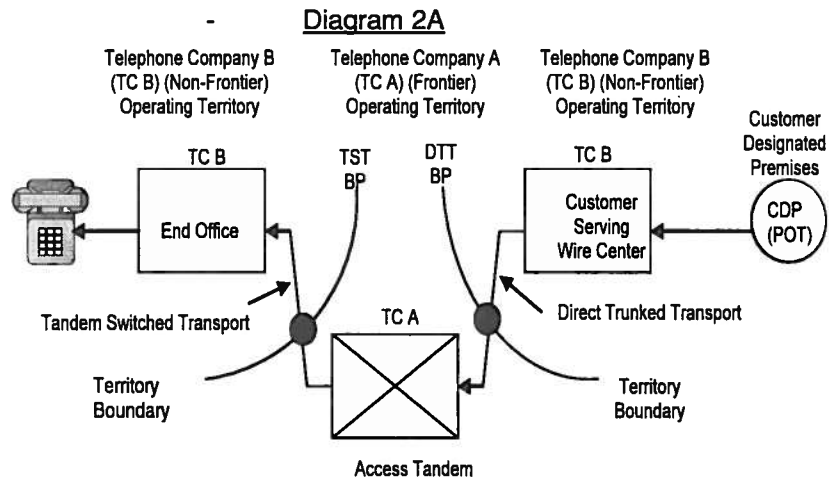 - Diagram 2A
Telephone Company B
(TC B) (Non-Frontier)
Operating Territory
Telephone Company A
(TC A) (Frontier)
Operating Territory
Telephone Company B
(TC B) (Non-Frontier)
Operating Territory
Customer
Designated
Premises
TC B
TST
BP
DTT
BP
TC B
End Office
Customer
Serving
Wire Center
CDP
(POT)
Tandem Switched Transport
TC A
Direct Trunked Transport
Territory
Boundary
Territory
Boundary
Access Tandem